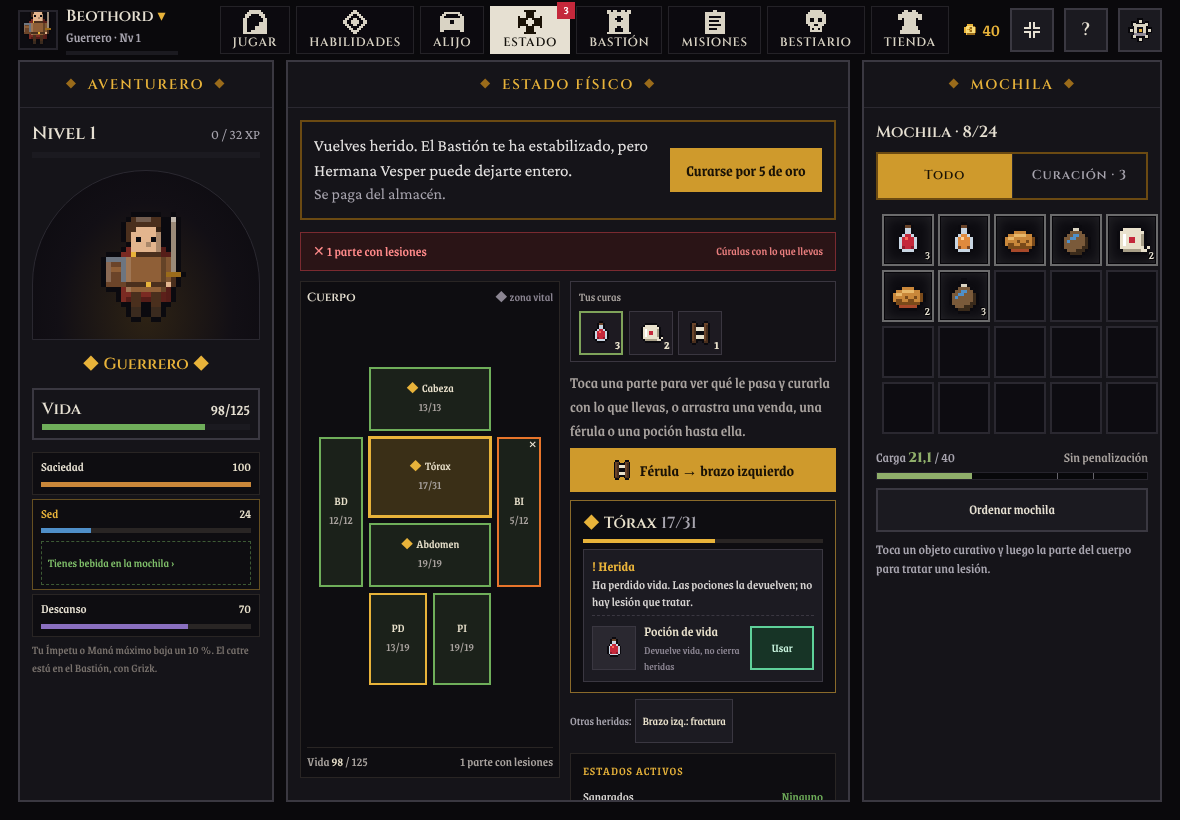 Beothord ▾
Guerrero · Nv 1
JUGAR
HABILIDADES
ALIJO
ESTADO
3
BASTIÓN
MISIONES
BESTIARIO
TIENDA
40
?
AVENTURERO
Nivel 1
0 / 32 XP
Guerrero
Vida
98/125
Saciedad
100
Sed
24
Tienes bebida en la mochila ›
Descanso
70
Tu Ímpetu o Maná máximo baja un 10 %. El catre
está en el Bastión, con Grizk.
ESTADO FÍSICO
Vuelves herido. El Bastión te ha estabilizado, pero
Hermana Vesper puede dejarte entero.
Se paga del almacén.
Curarse por 5 de oro
✕ 1 parte con lesiones
Cúralas con lo que llevas
Cuerpo
zona vital
Cabeza
13/13
BD
12/12
Tórax
17/31
✕
BI
5/12
Abdomen
19/19
PD
13/19
PI
19/19
Vida 98 / 125
1 parte con lesiones
Tus curas
3
2
1
Toca una parte para ver qué le pasa y curarla
con lo que llevas, o arrastra una venda, una
férula o una poción hasta ella.
Férula → brazo izquierdo
Tórax 17/31
! Herida
Ha perdido vida. Las pociones la devuelven; no
hay lesión que tratar.
Poción de vida
Devuelve vida, no cierra
heridas
Usar
Otras heridas:
Brazo izq.: fractura
ESTADOS ACTIVOS
Sangrados
Ninguno
MOCHILA
Mochila · 8/24
Todo
Curación · 3
3
2
2
3
Carga 21,1 / 40
Sin penalización
Ordenar mochila
Toca un objeto curativo y luego la parte del cuerpo
para tratar una lesión.